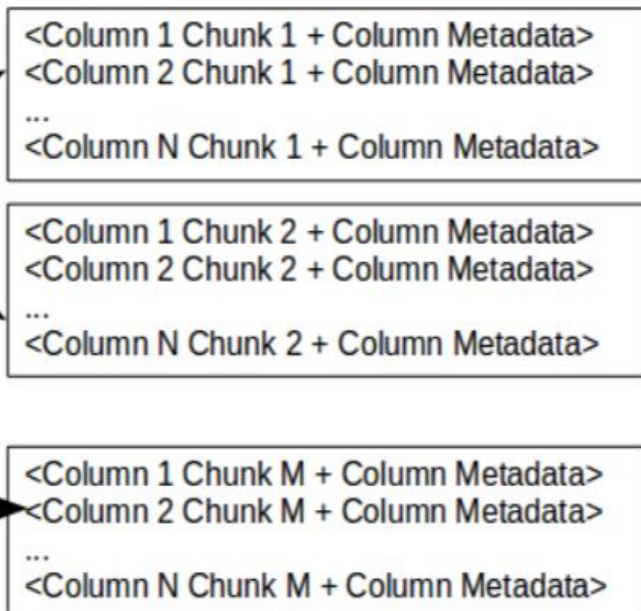 <Column 1 Chunk 1 + Column Metadata>
<Column 2 Chunk 1 + Column Metadata>
...
<Column N Chunk 1 + Column Metadata>
<Column 1 Chunk 2 + Column Metadata>
<Column 2 Chunk 2 + Column Metadata>
...
<Column N Chunk 2 + Column Metadata>
<Column 1 Chunk M + Column Metadata>
<Column 2 Chunk M + Column Metadata>
...
<Column N Chunk M + Column Metadata>